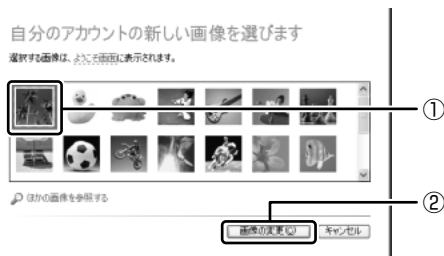 自分のアカウントの新しい画像を選びます
選択する画像は、ようこそ画面に表示されます。
①
ほかの画像を参照する
②
画像の変更(C)
キャンセル